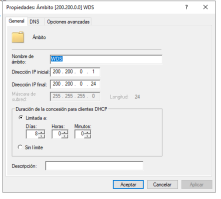 Propiedades: Ámbito [200.200.0.0] WDS
General DNS Opciones avanzadas
Ámbito
Nombre de ámbito: WDS
Dirección IP inicial: 200 200 0 . 1
Dirección IP final: 200 200 0 24
Máscara de subred: 255 255 255 0 Longitud: 24
Duración de la concesión para clientes DHCP
Limitada a:
Días: Horas: Minutos:
8 0 0
Sin límite
Descripción:
Aceptar Cancelar Aplicar